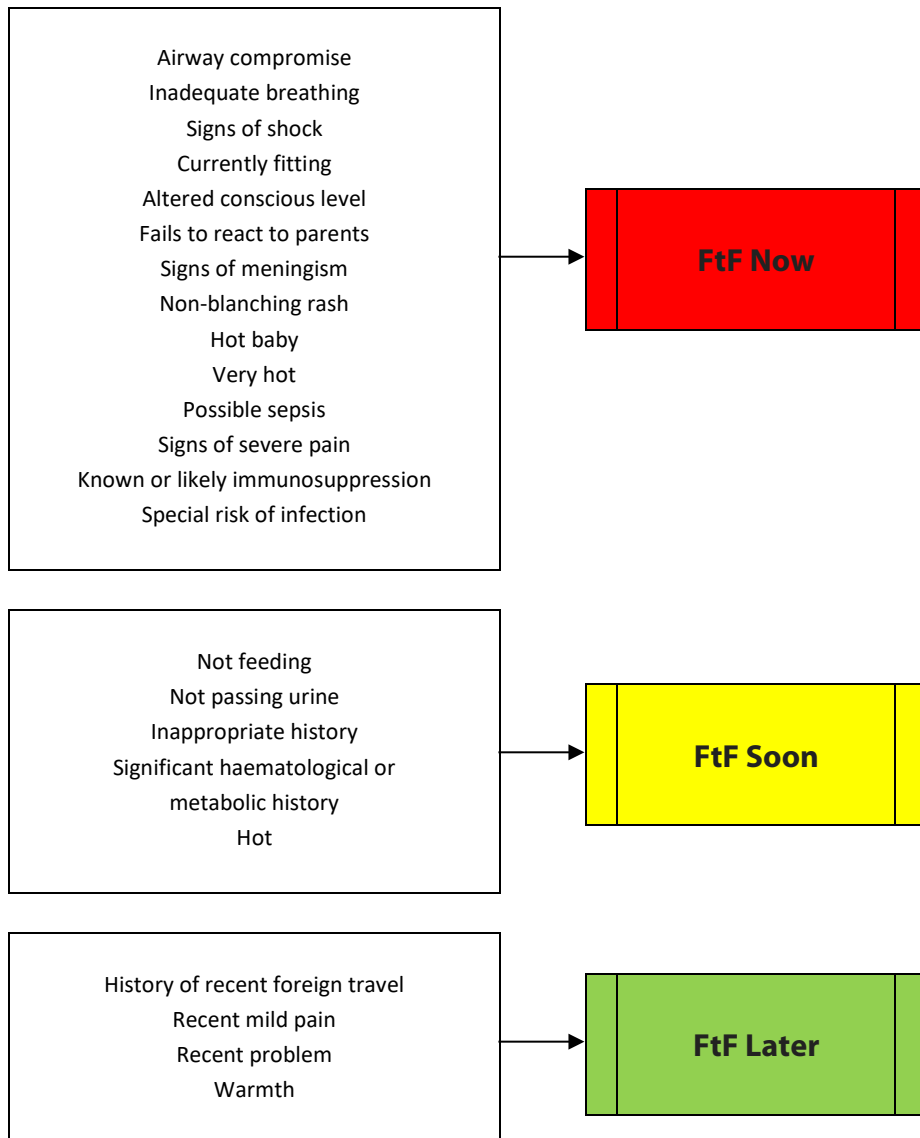 Airway compromise
Inadequate breathing
Signs of shock
Currently fitting
Altered conscious level
Fails to react to parents
Signs of meningism
Non-blanching rash
Hot baby
Very hot
Possible sepsis
Signs of severe pain
Known or likely immunosuppression
Special risk of infection
FtF Now
Not feeding
Not passing urine
Inappropriate history
Significant haematological or
metabolic history
Hot
FtF Soon
History of recent foreign travel
Recent mild pain
Recent problem
Warmth
FtF Later